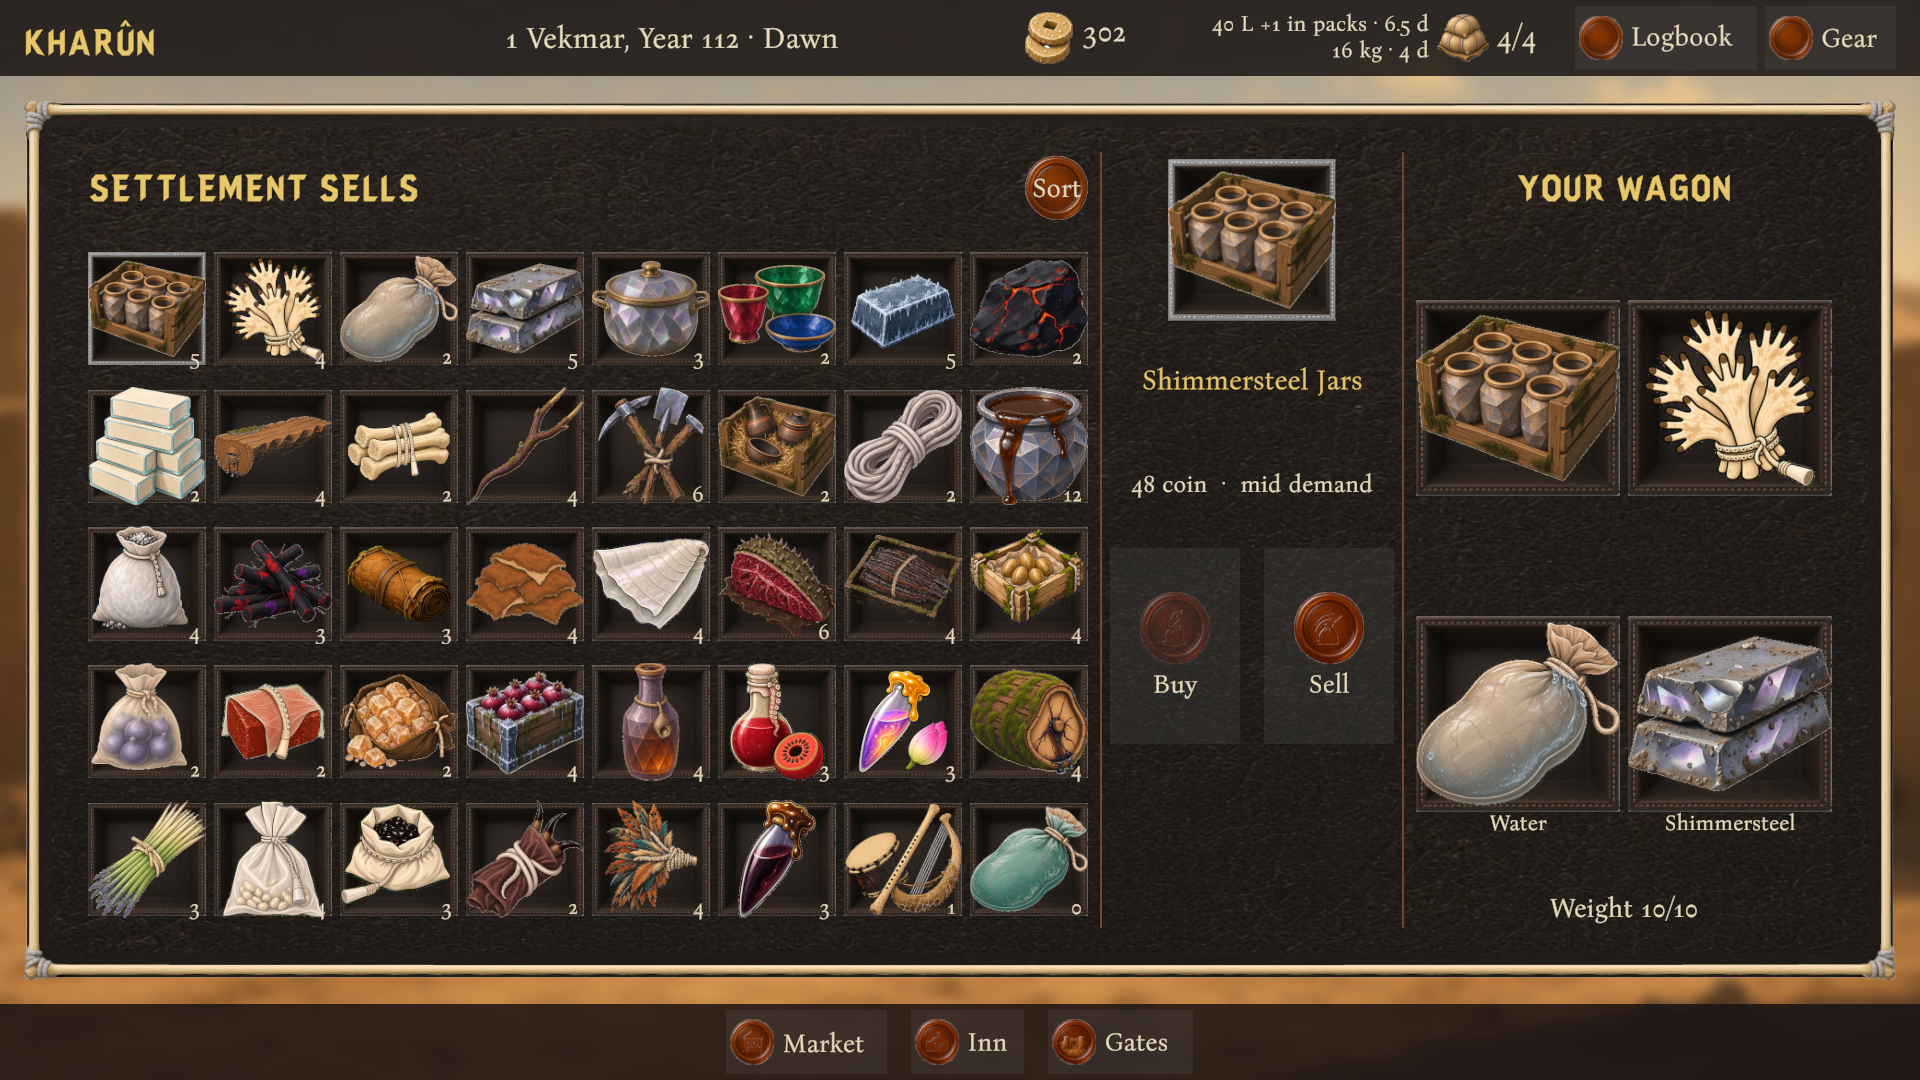 KHARÛN
1 Vekmar, Year 112 · Dawn
302
40 L +1 in packs · 6.5 d
16 kg · 4 d
4/4
Logbook
Gear
SETTLEMENT SELLS
Sort
YOUR WAGON
5 4 2 5 3 2 5 2
2 4 2 4 6 2 2 12
4 3 3 4 4 6 4 4
2 2 2 4 4 3 3 4
3 4 3 2 4 3 1 0
Shimmersteel Jars
48 coin · mid demand
Buy
Sell
Water
Shimmersteel
Weight 10/10
Market
Inn
Gates